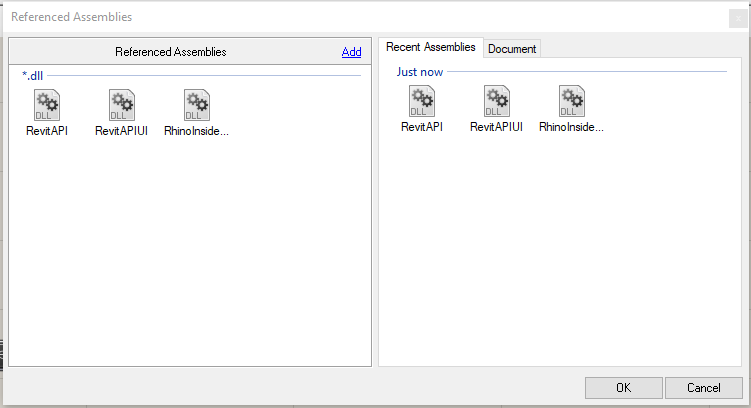 Referenced Assemblies
Referenced Assemblies Add
*.dll
DLL DLL DLL
RevitAPI RevitAPIUI RhinoInside...
Recent Assemblies Document
Just now
DLL DLL DLL
RevitAPI RevitAPIUI RhinoInside...
OK Cancel